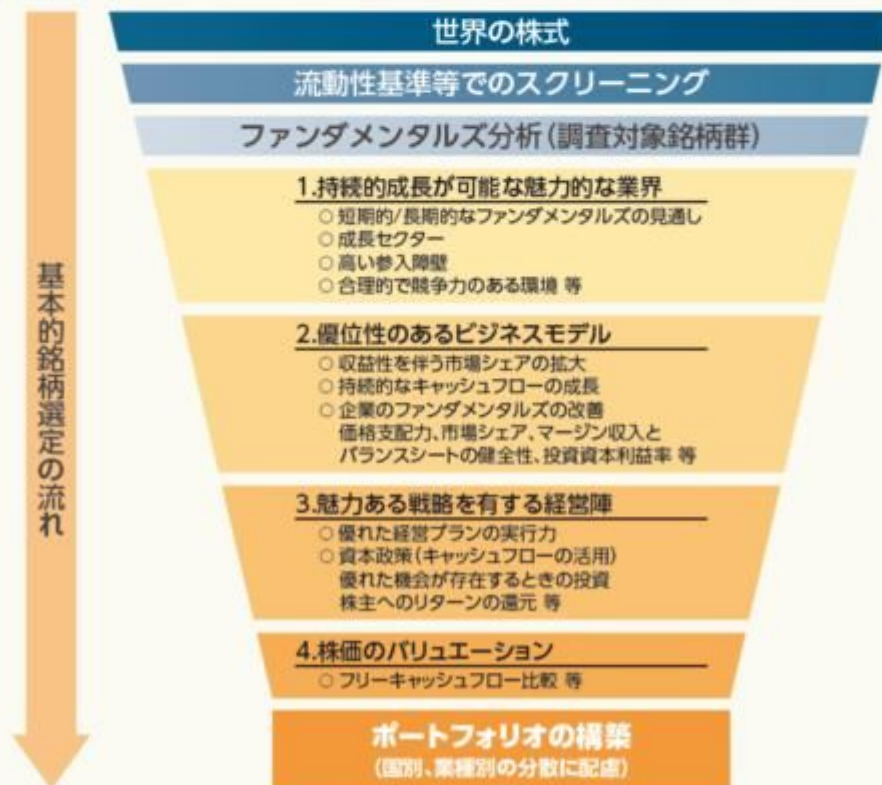 世界の株式
流動性基準等でのスクリーニング
ファンダメンタルズ分析(調査対象銘柄群)
基本的銘柄選定の流れ
1.持続的成長が可能な魅力的な業界
○ 短期的/長期的なファンダメンタルズの見通し
○ 成長セクター
○ 高い参入障壁
○ 合理的で競争力のある環境 等
2.優位性のあるビジネスモデル
○ 収益性を伴う市場シェアの拡大
○ 持続的なキャッシュフローの成長
○ 企業のファンダメンタルズの改善
価格支配力、市場シェア、マージン収入と
バランスシートの健全性、投資資本利益率 等
3.魅力ある戦略を有する経営陣
○ 優れた経営プランの実行力
○ 資本政策(キャッシュフローの活用)
優れた機会が存在するときの投資
株主へのリターンの還元 等
4.株価のバリュエーション
○ フリーキャッシュフロー比較 等
ポートフォリオの構築
(国別、業種別の分散に配慮)